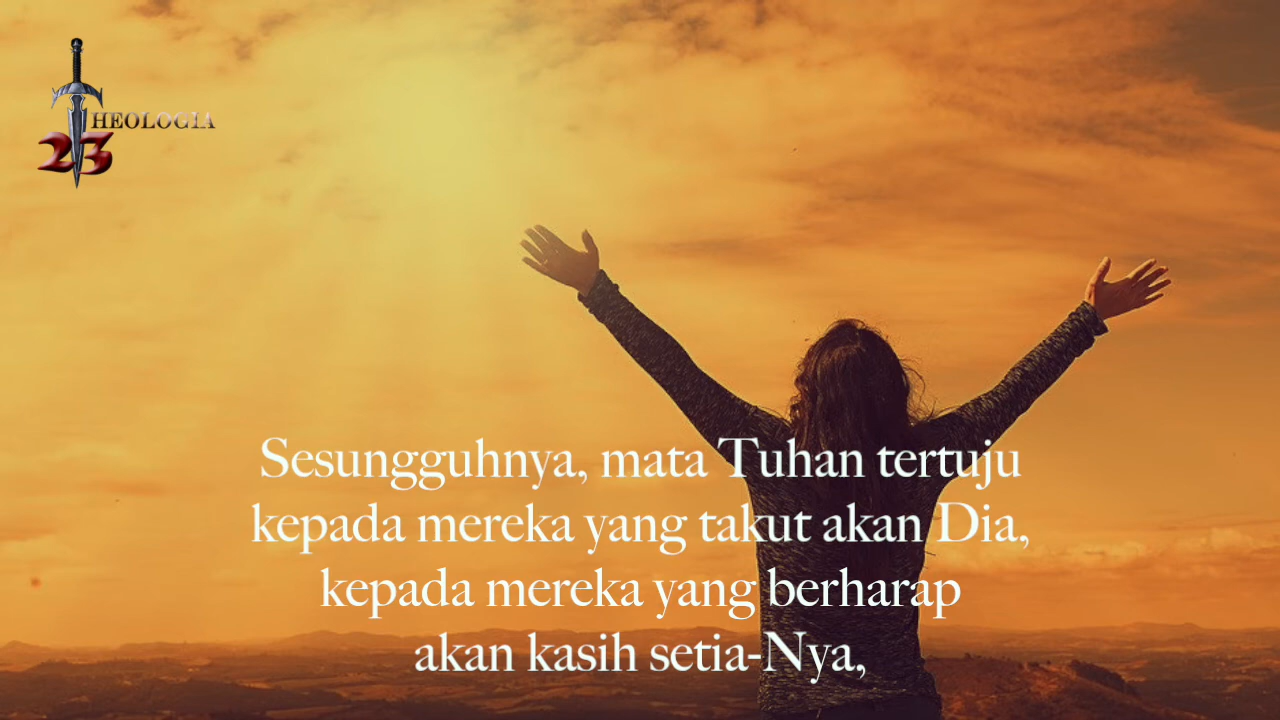 THEOLOGIA
23
Sesungguhnya, mata Tuhan tertuju
kepada mereka yang takut akan Dia,
kepada mereka yang berharap
akan kasih setia-Nya,